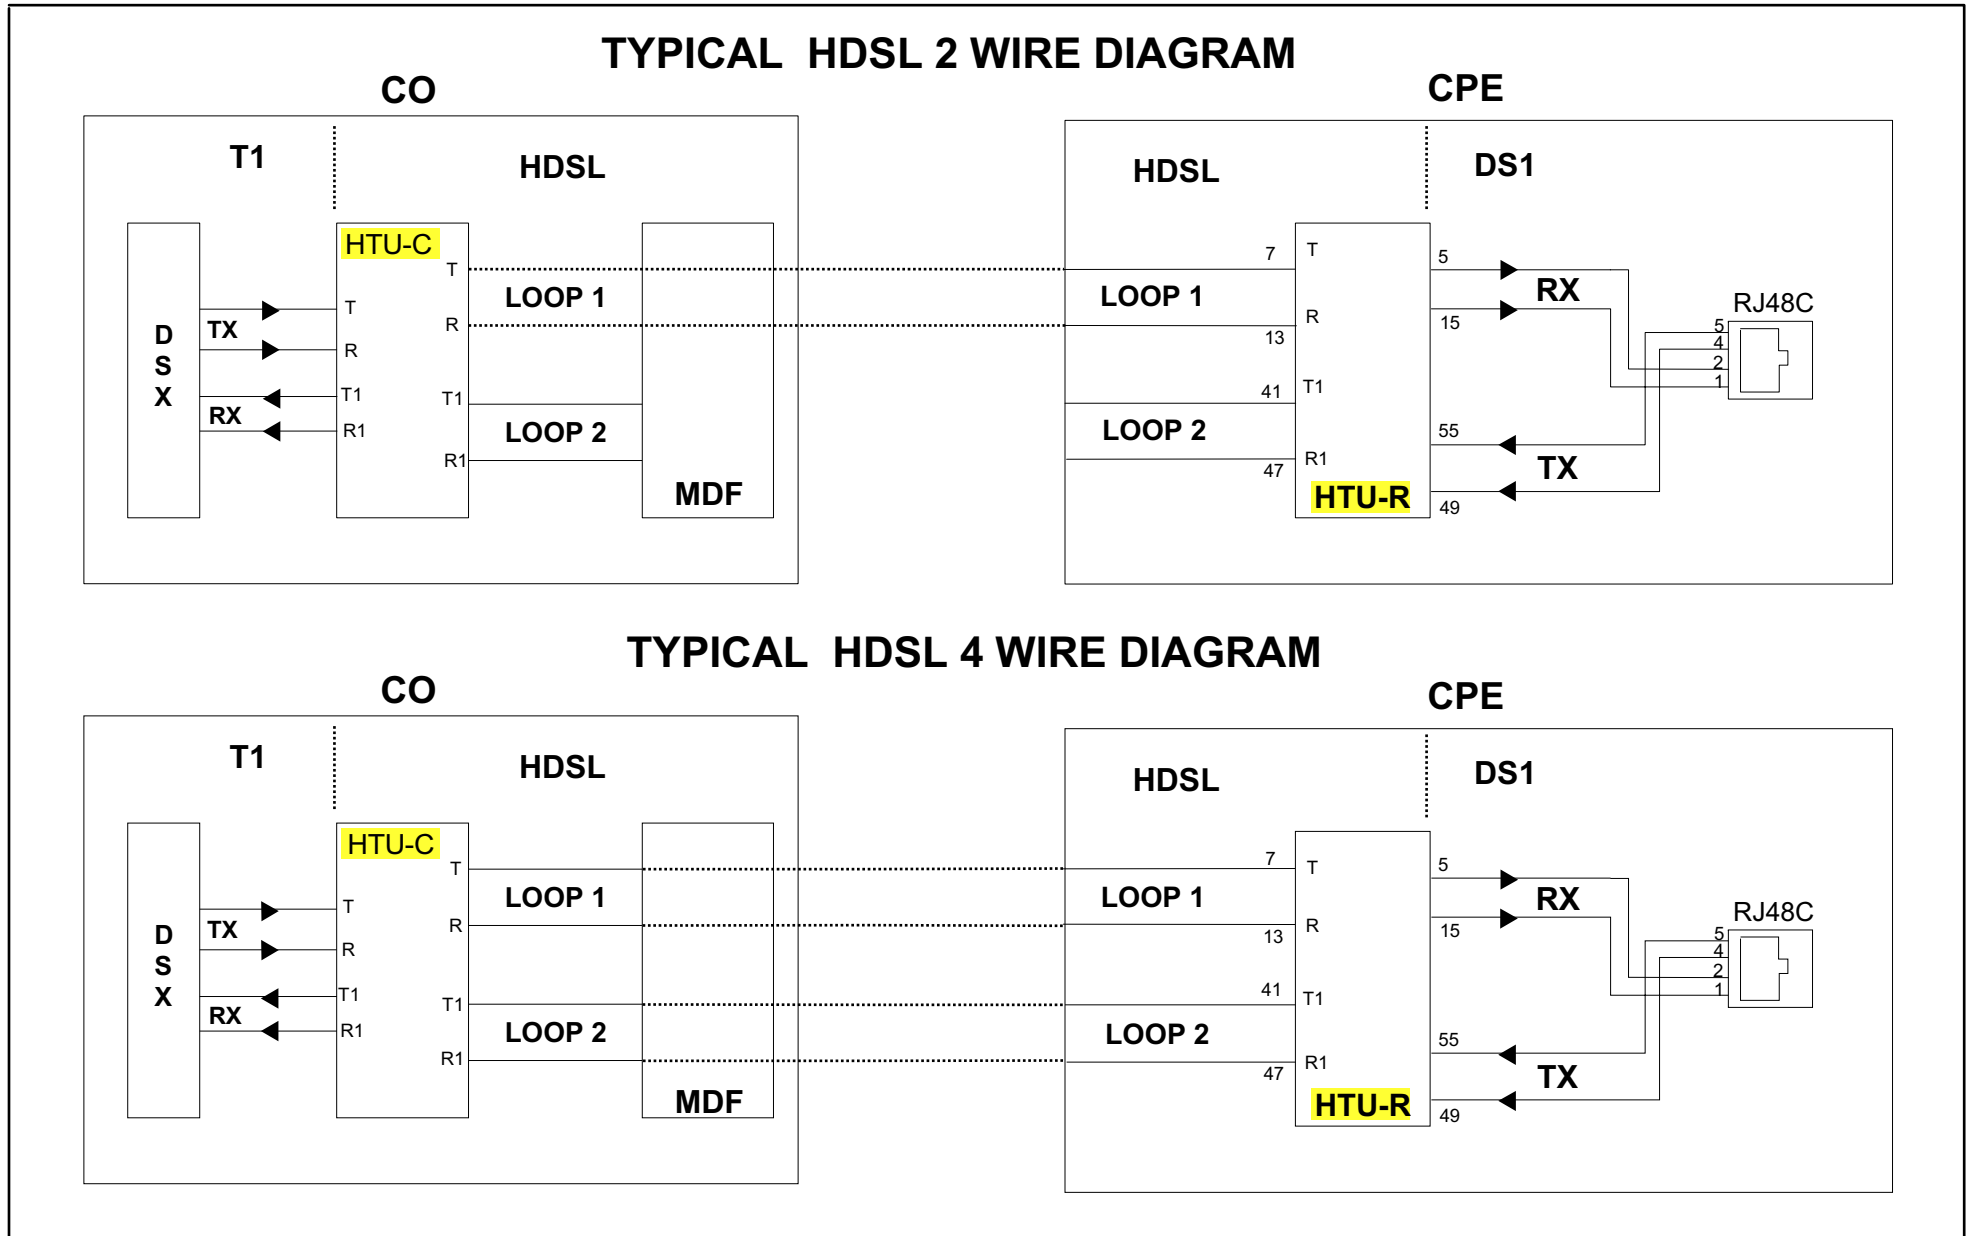 TYPICAL HDSL 2 WIRE DIAGRAM
CO
CPE
T1
HDSL
HDSL
DS1
HTU-C
T
LOOP 1
R
T
TX
R
T1
RX
R1
T1
LOOP 2
R1
D
S
X
MDF
7
T
LOOP 1
R
13
41
T1
LOOP 2
R1
47
HTU-R
5
RX
15
55
TX
49
RJ48C
5
4
2
1
TYPICAL HDSL 4 WIRE DIAGRAM
CO
CPE
T1
HDSL
HDSL
DS1
HTU-C
T
LOOP 1
R
T
TX
R
T1
RX
R1
T1
LOOP 2
R1
D
S
X
MDF
7
T
LOOP 1
R
13
41
T1
LOOP 2
R1
47
HTU-R
5
RX
15
55
TX
49
RJ48C
5
4
2
1